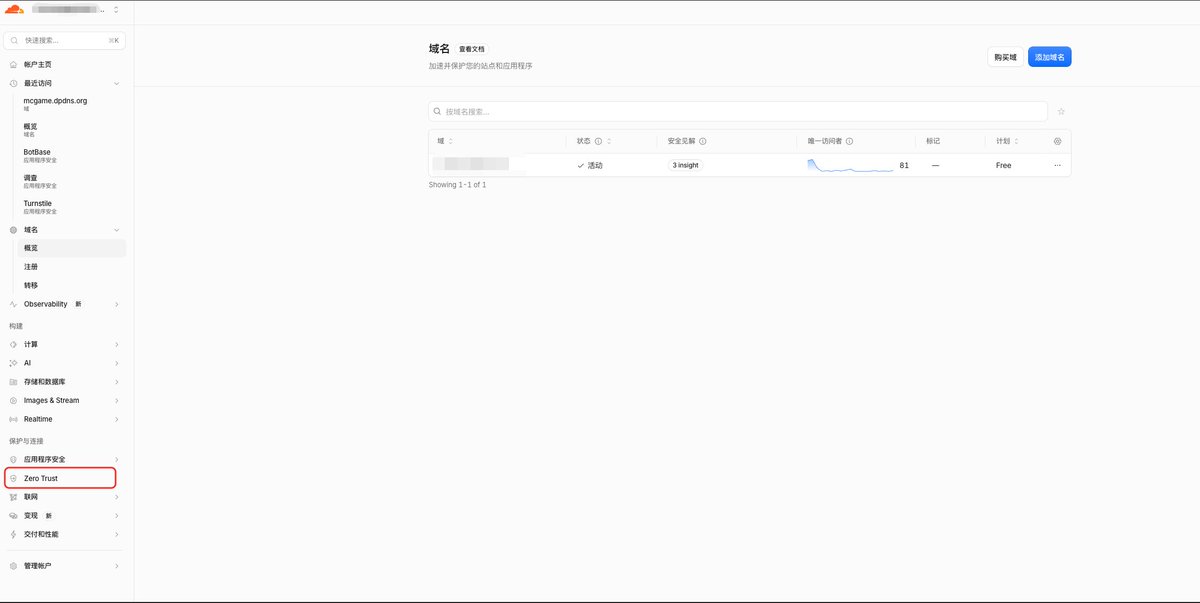 快速搜索... ⌘K
帐户主页
最近访问
mcgame.dpdns.org
域
概览
域名
BotBase
应用程序安全
调查
应用程序安全
Turnstile
应用程序安全
域名
概览
注册
转移
Observability 新
构建
计算
AI
存储和数据库
Images & Stream
Realtime
保护与连接
应用程序安全
Zero Trust
联网
变现 新
交付和性能
管理帐户
域名 查看文档
加速并保护您的站点和应用程序
购买域 添加域名
按域名搜索...
域 状态 安全见解 唯一访问者 标记 计划
活动 3 insight 81 — Free ...
Showing 1-1 of 1